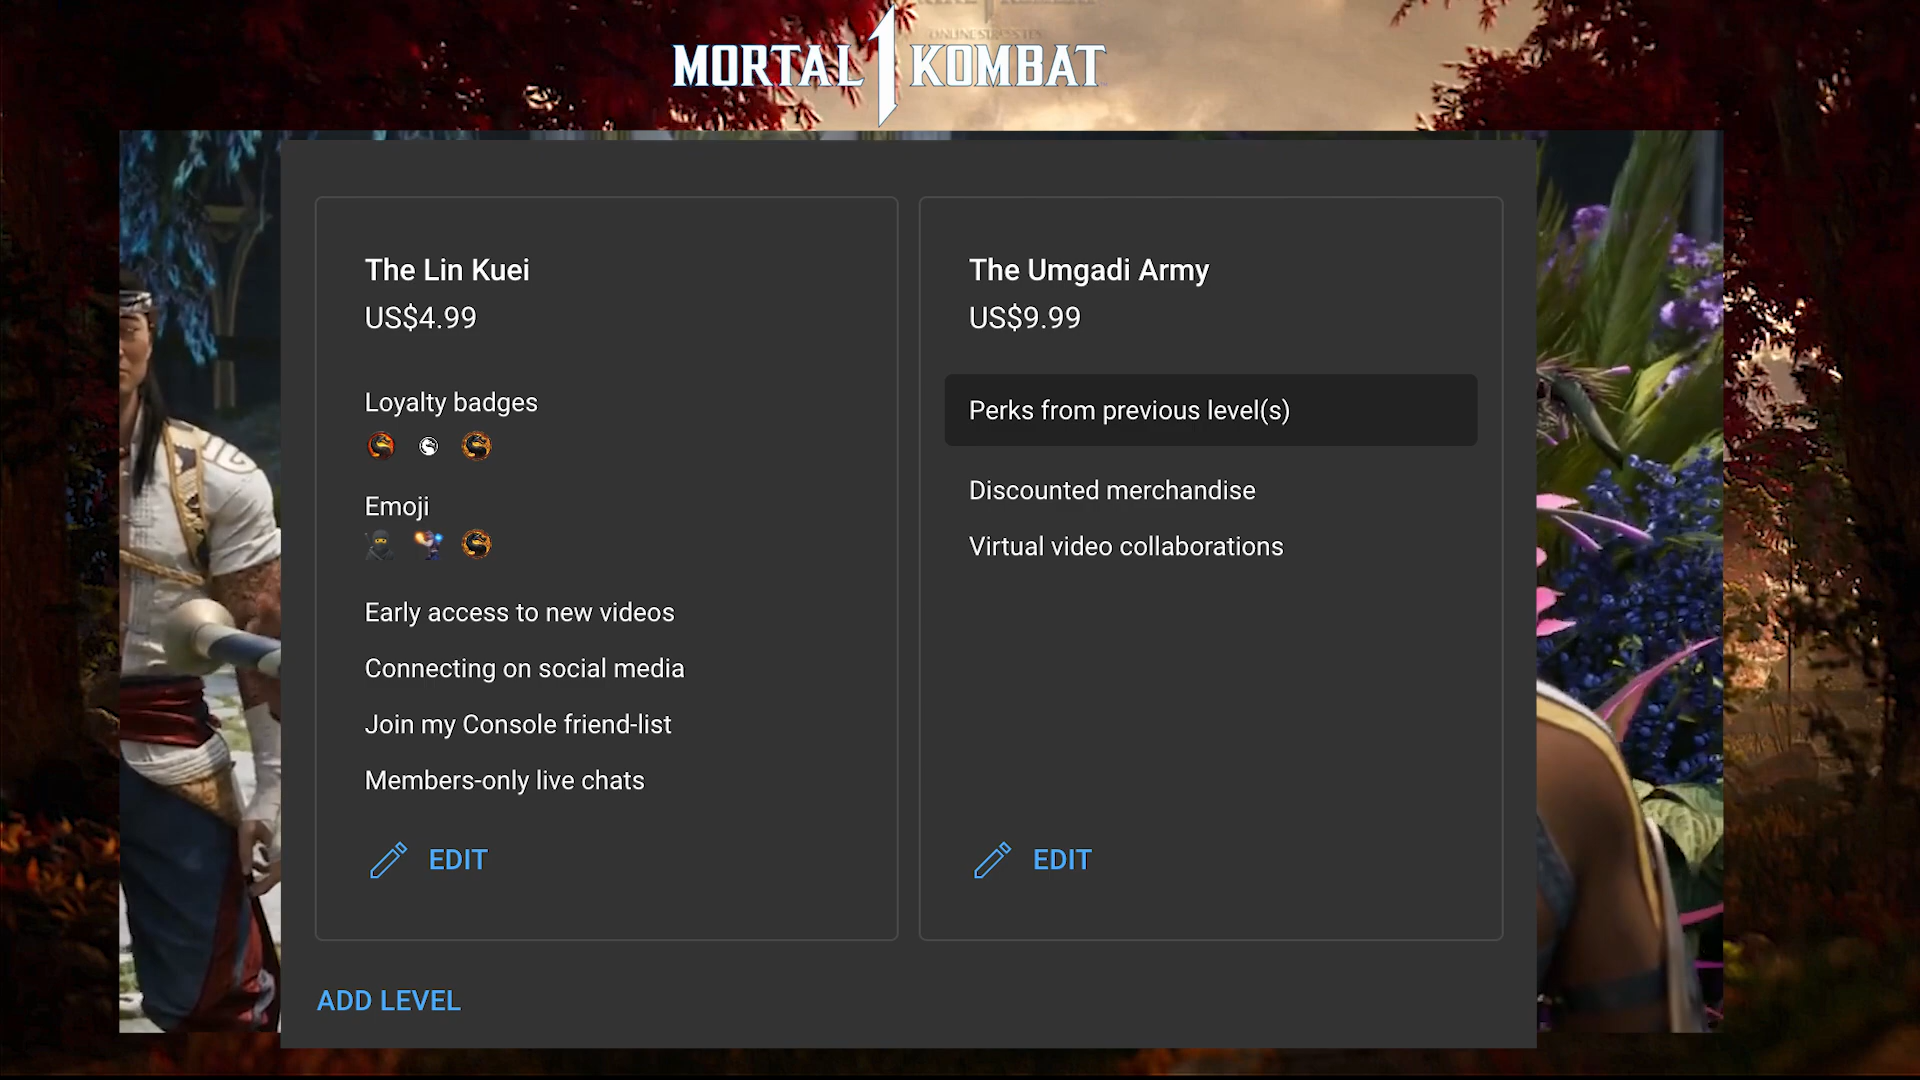 MORTAL 1 KOMBAT
The Lin Kuei
US$4.99
Loyalty badges
Emoji
Early access to new videos
Connecting on social media
Join my Console friend-list
Members-only live chats
EDIT
The Umgadi Army
US$9.99
Perks from previous level(s)
Discounted merchandise
Virtual video collaborations
EDIT
ADD LEVEL